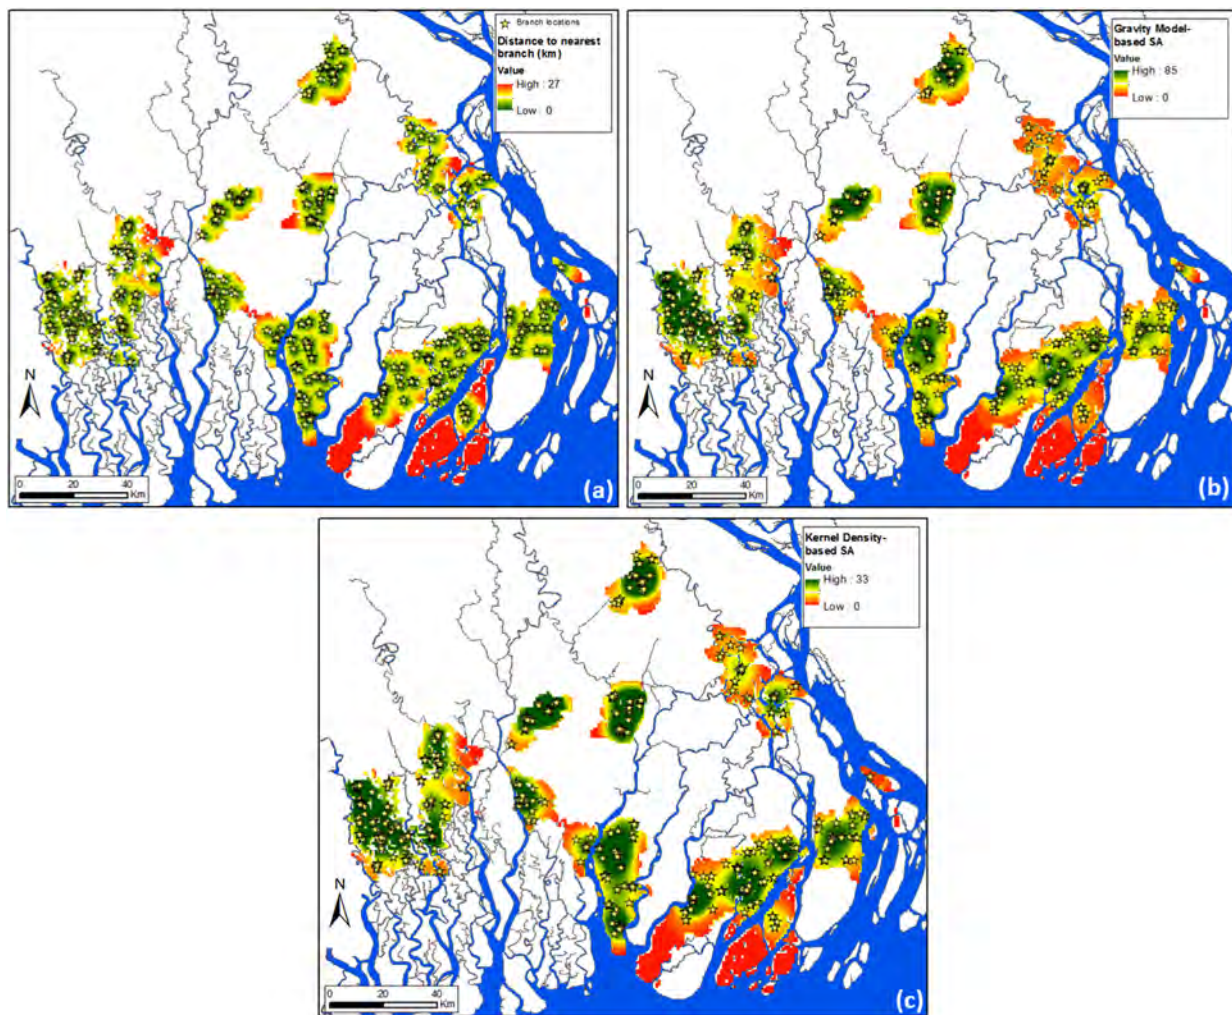 Branch locations
Distance to nearest
branch (km)
Value
High : 27
Low : 0
N
0 20 40
Km
(a)
Gravity Model-
based SA
Value
High : 85
Low : 0
N
0 20 40
Km
(b)
Kernel Density-
based SA
Value
High : 33
Low : 0
N
0 20 40
Km
(c)